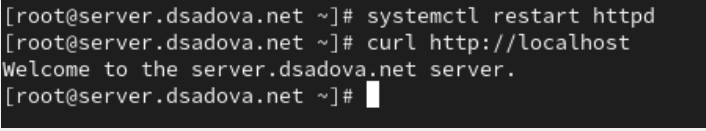 [root@server.dsadova.net ~]# systemctl restart httpd
[root@server.dsadova.net ~]# curl http://localhost
Welcome to the server.dsadova.net server.
[root@server.dsadova.net ~]#